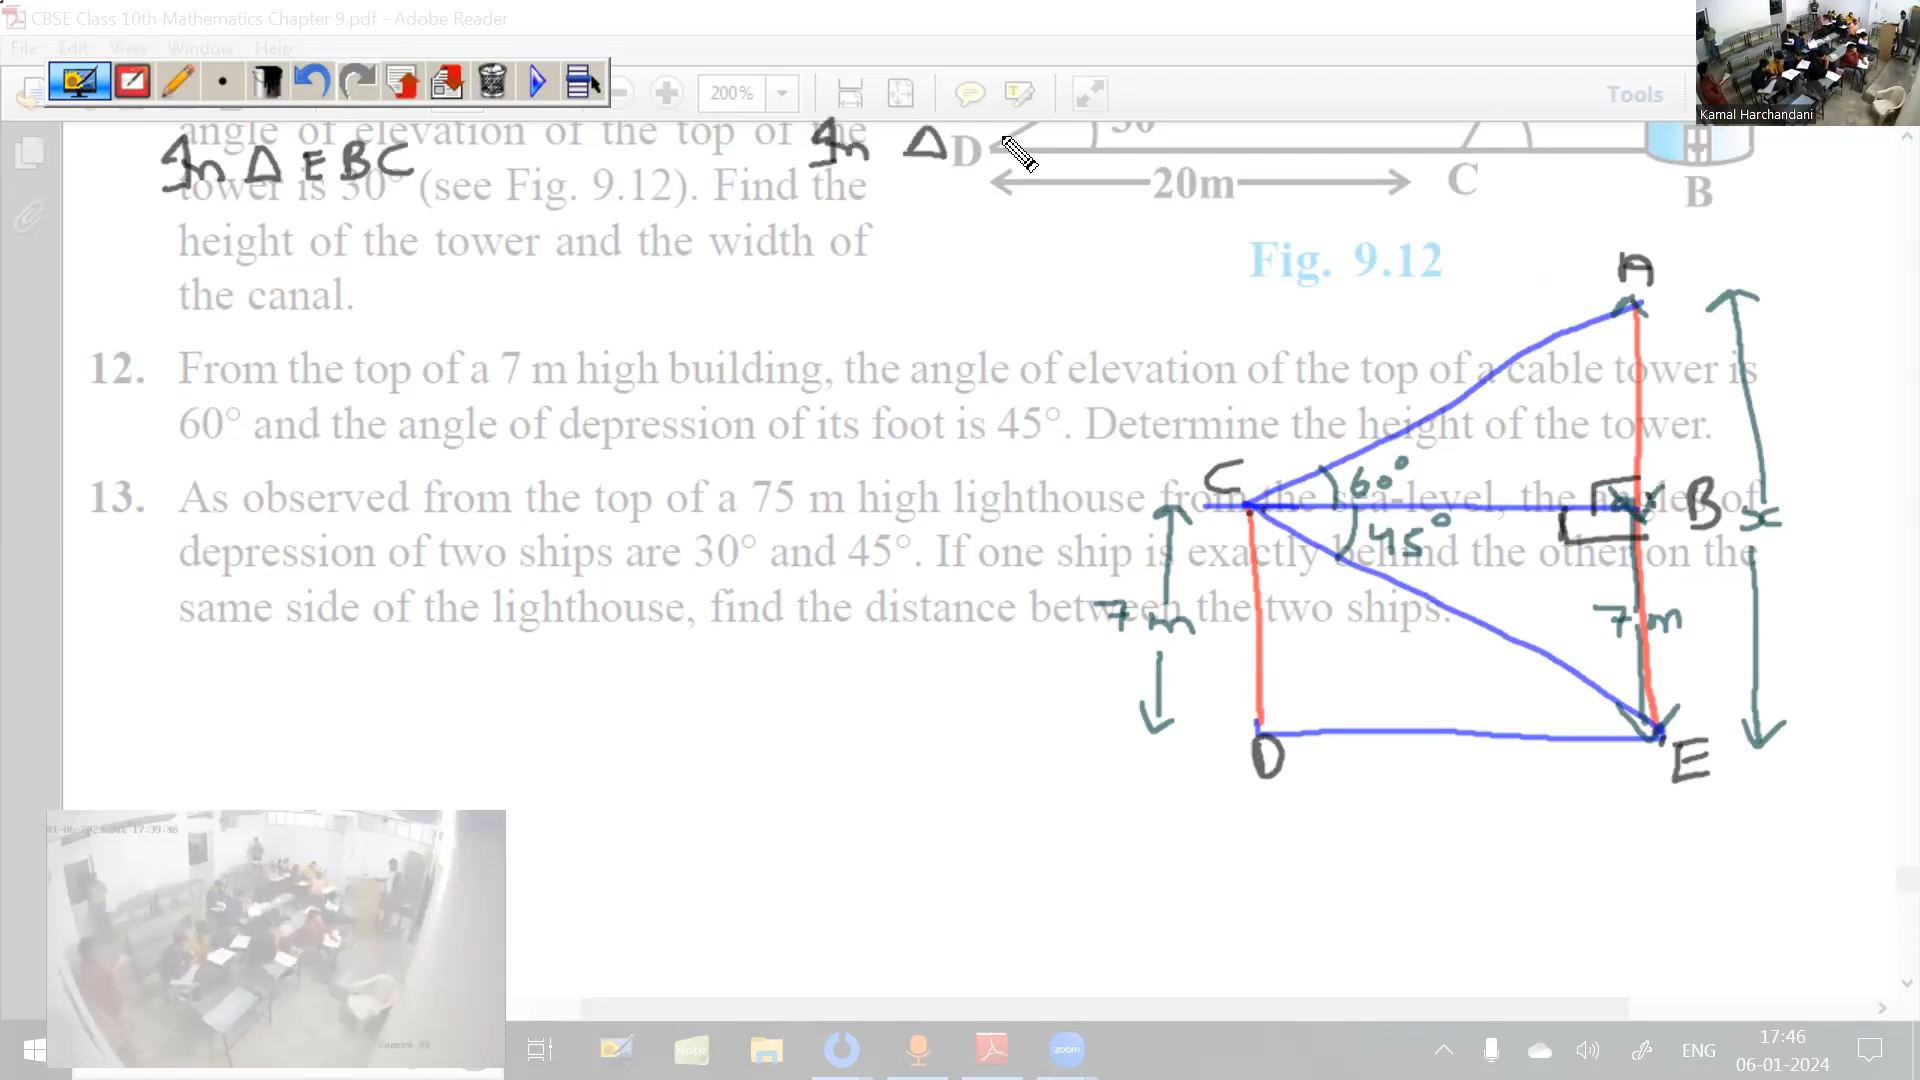 CBSE Class 10th Mathematics Chapter 9.pdf - Adobe Reader
File Edit View Window Help
200%
Tools
Kamal Harchandani
angle of elevation of the top of the
In Δ EBC
In Δ
tower is 30° (see Fig. 9.12). Find the
height of the tower and the width of
the canal.
D
20m
C
B
Fig. 9.12
12. From the top of a 7 m high building, the angle of elevation of the top of a cable tower is
60° and the angle of depression of its foot is 45°. Determine the height of the tower.
13. As observed from the top of a 75 m high lighthouse from the sea-level, the angles of
depression of two ships are 30° and 45°. If one ship is exactly behind the other on the
same side of the lighthouse, find the distance between the two ships.
A
C
60°
B
x
45°
7 m
7 m
D
E
Note
zoom
ENG
17:46
06-01-2024